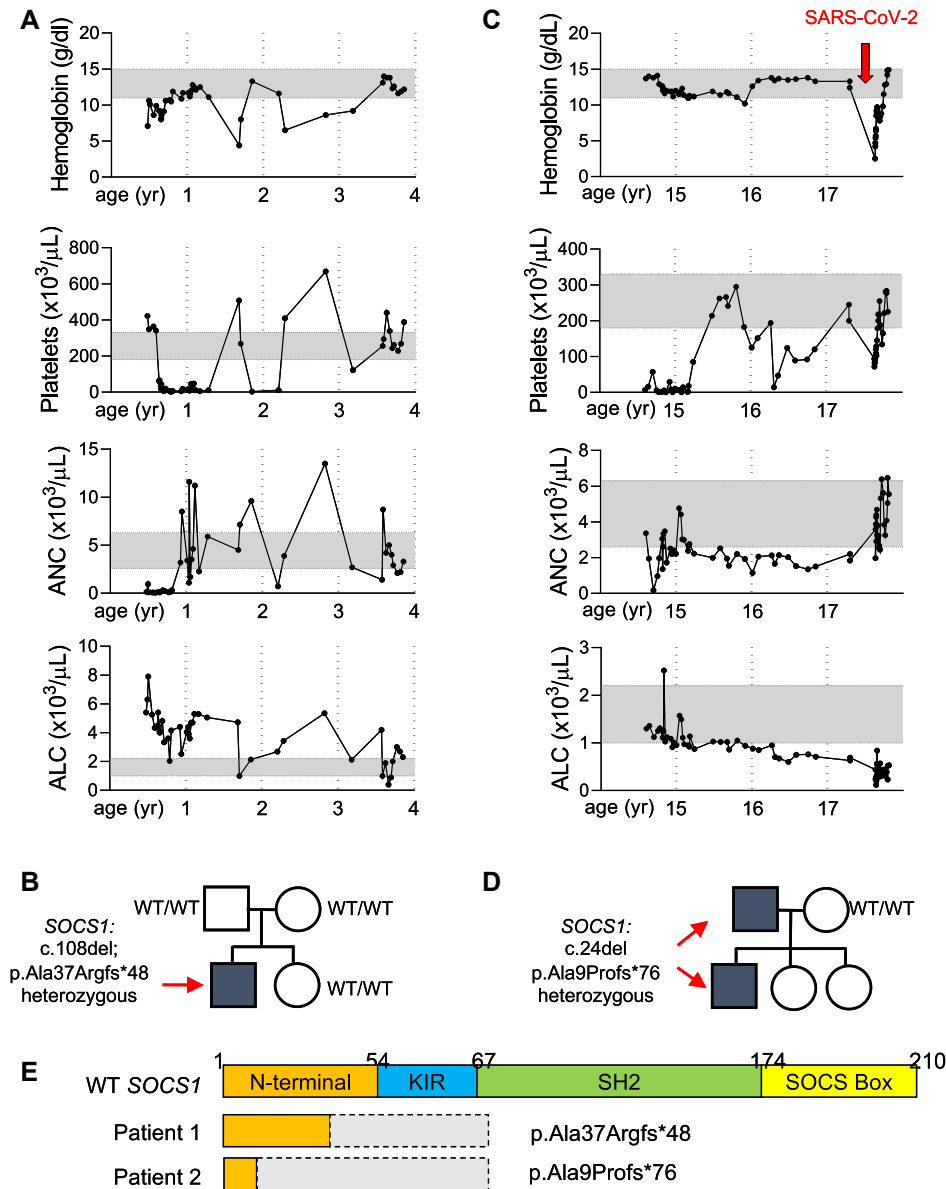 A
Hemoglobin (g/dl)
20
15
10
5
0
age (yr)
1
2
3
4
Platelets (x10³/μL)
800
600
400
200
0
age (yr)
1
2
3
4
ANC (x10³/μL)
15
10
5
0
age (yr)
1
2
3
4
ALC (x10³/μL)
10
8
6
4
2
0
age (yr)
1
2
3
4
C
SARS-CoV-2
Hemoglobin (g/dL)
20
15
10
5
0
age (yr)
15
16
17
Platelets (x10³/μL)
400
300
200
100
0
age (yr)
15
16
17
ANC (x10³/μL)
8
6
4
2
0
age (yr)
15
16
17
ALC (x10³/μL)
3
2
1
0
age (yr)
15
16
17
B
WT/WT
WT/WT
SOCS1:
c.108del;
p.Ala37Argfs*48
heterozygous
WT/WT
D
WT/WT
SOCS1:
c.24del
p.Ala9Profs*76
heterozygous
E
1 54 67 174 210
WT SOCS1 N-terminal KIR SH2 SOCS Box
Patient 1 p.Ala37Argfs*48
Patient 2 p.Ala9Profs*76